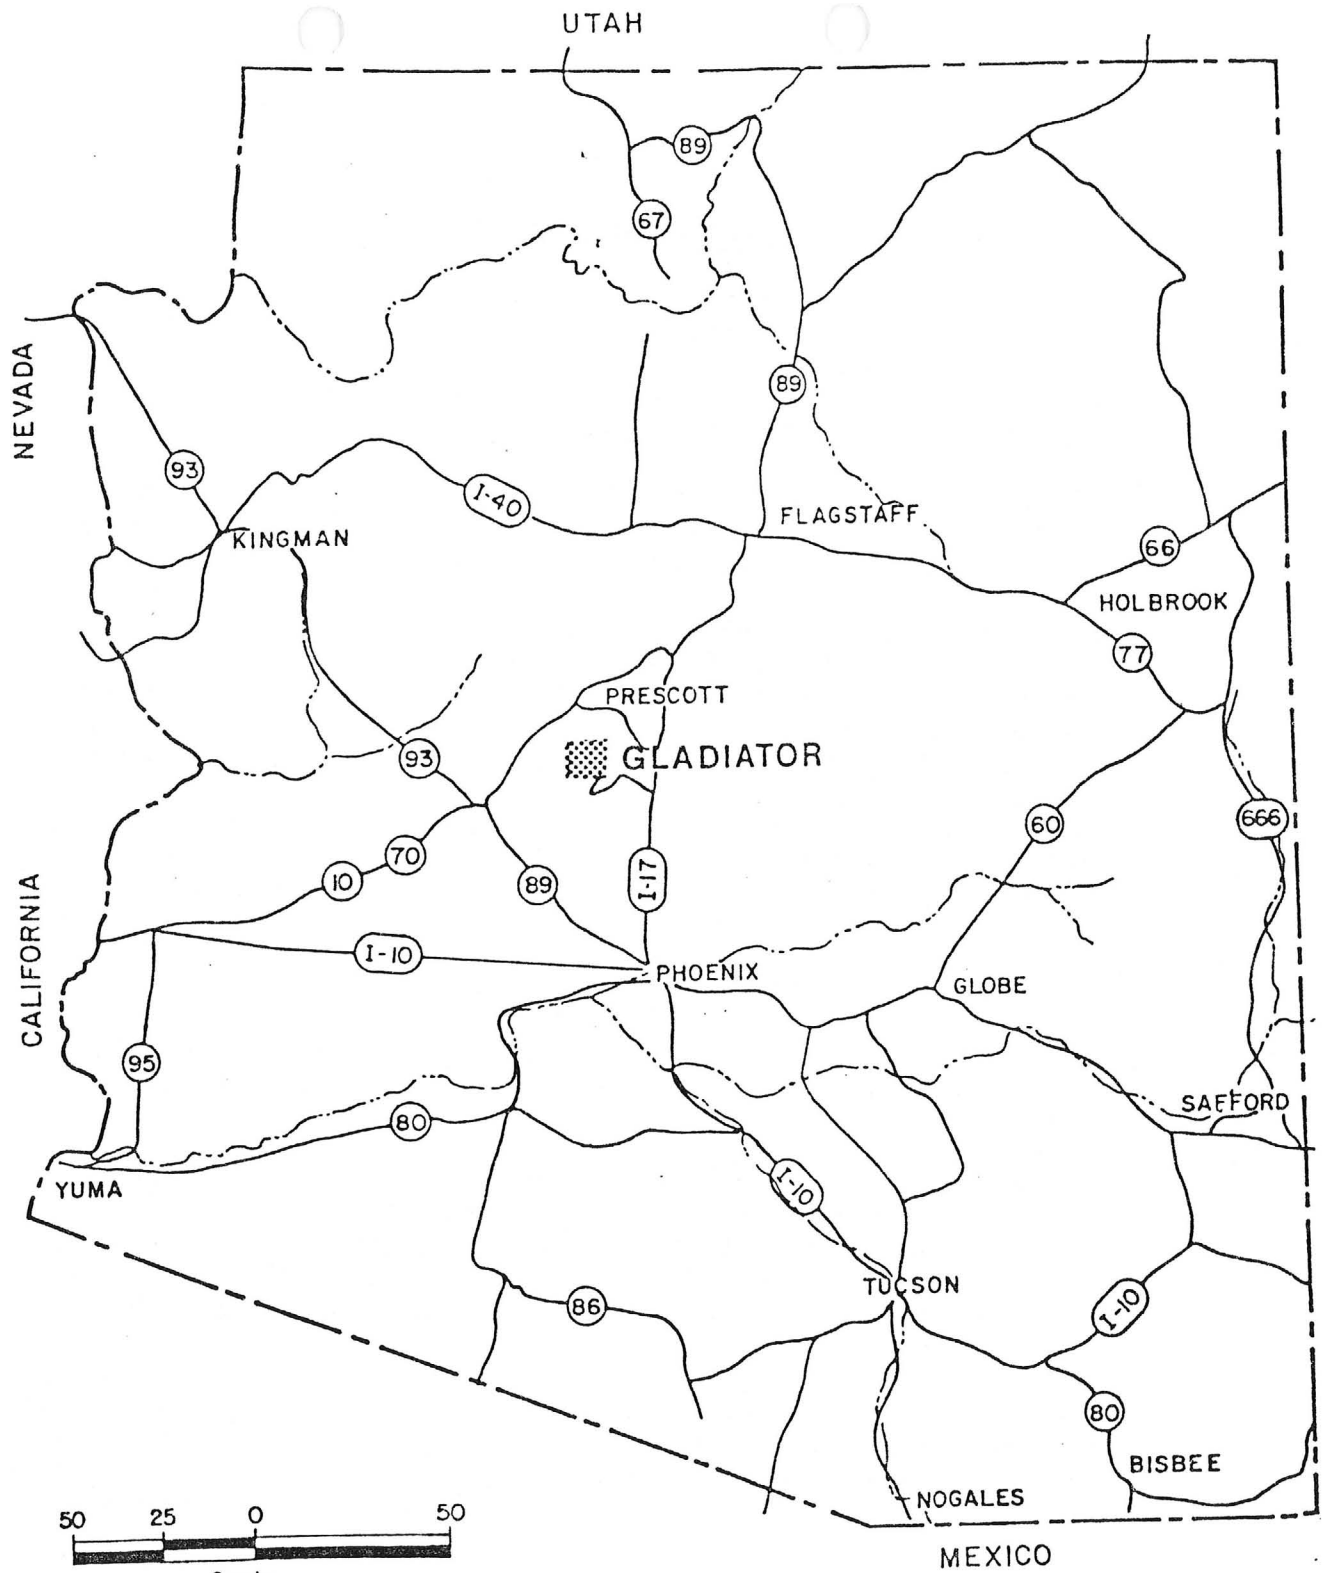 UTAH
89
67
NEVADA
89
93
I-40
FLAGSTAFF
KINGMAN
66
HOLBROOK
77
PRESCOTT
93
GLADIATOR
60
666
70
10
89
I-17
CALIFORNIA
I-10
PHOENIX
GLOBE
95
SAFFORD
80
YUMA
I-10
TUCSON
86
I-10
80
BISBEE
NOGALES
50 25 0 50
MEXICO